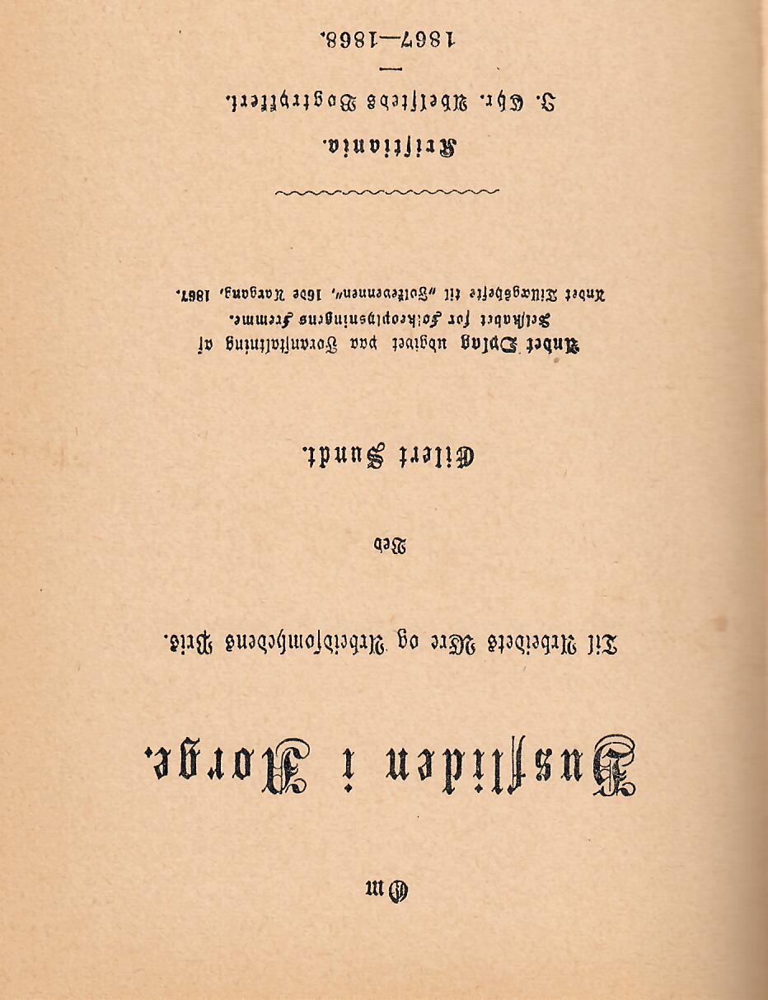 Om
Husfliden i Norge.
Til Arbeidets Ære og Arbeidsomhedens Pris.
Ved
Eilert Sundt.
Andet Oplag udgivet paa Foranstaltning af
Selskabet for Folkeoplysningens Fremme.
Andet Tillægshefte til "Folkevennen", 16de Aargang, 1867.
Kristiania.
J. Chr. Abelsteds Bogtrykkeri.
1867—1868.